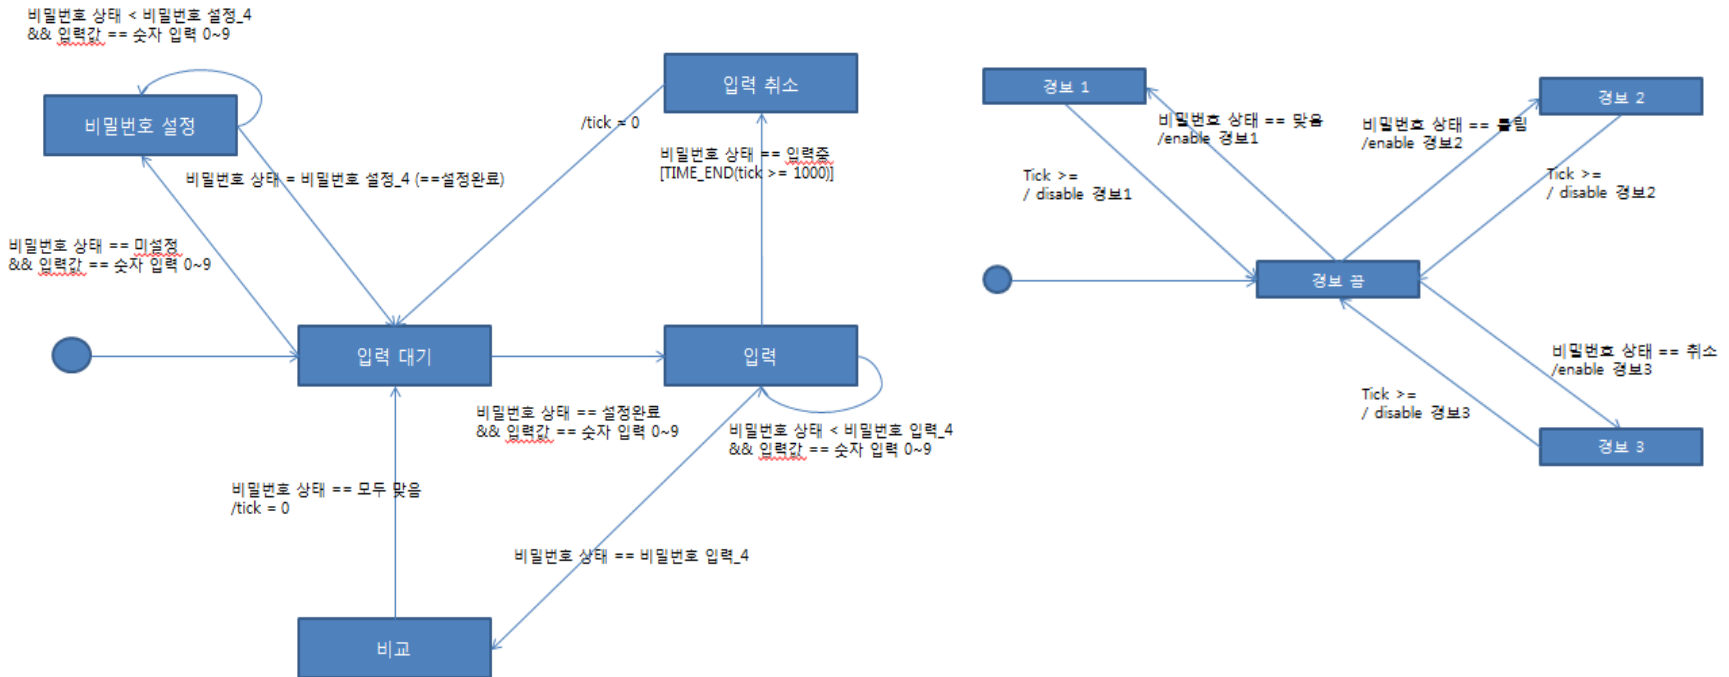 비밀번호 상태 < 비밀번호 설정_4
&& 입력값 == 숫자 입력 0~9
비밀번호 설정
입력 취소
/tick = 0
비밀번호 상태 == 입력중
[TIME_END(tick >= 1000)]
비밀번호 상태 = 비밀번호 설정_4 (==설정완료)
비밀번호 상태 == 미설정
&& 입력값 == 숫자 입력 0~9
입력 대기
입력
비밀번호 상태 == 설정완료
&& 입력값 == 숫자 입력 0~9
비밀번호 상태 < 비밀번호 입력_4
&& 입력값 == 숫자 입력 0~9
비밀번호 상태 == 모두 맞음
/tick = 0
비밀번호 상태 == 비밀번호 입력_4
비교
경보 1
경보 2
비밀번호 상태 == 맞음
/enable 경보1
비밀번호 상태 == 틀림
/enable 경보2
Tick >=
/ disable 경보1
Tick >=
/ disable 경보2
경보 끔
비밀번호 상태 == 취소
/enable 경보3
Tick >=
/ disable 경보3
경보 3